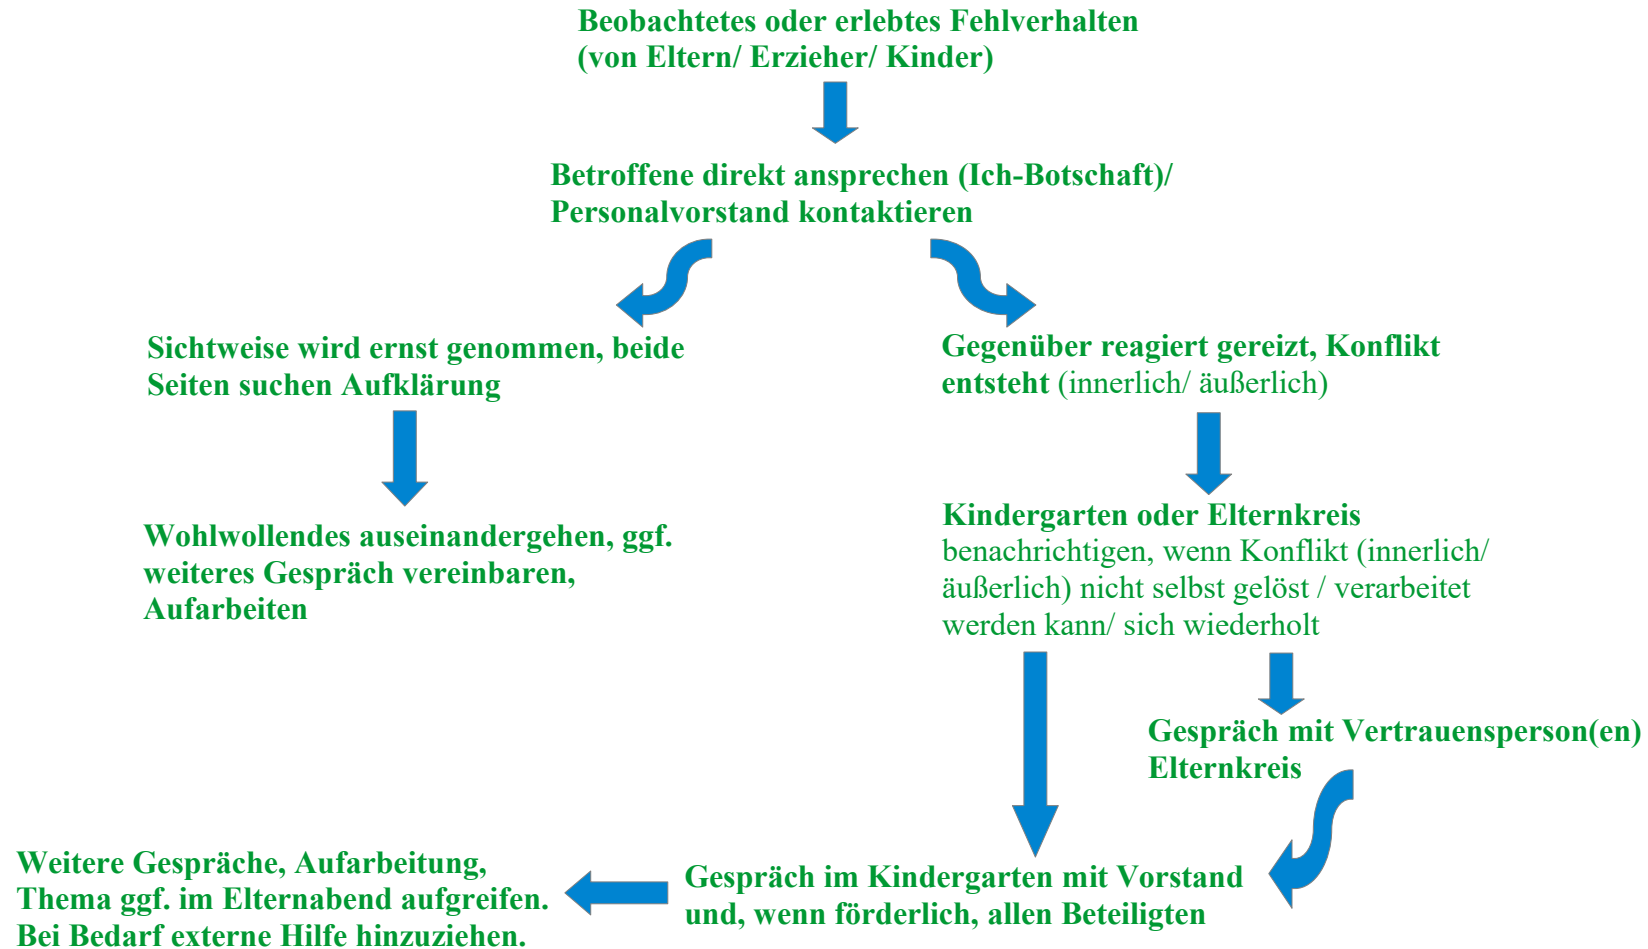 Beobachtetes oder erlebtes Fehlverhalten
(von Eltern/ Erzieher/ Kinder)
Betroffene direkt ansprechen (Ich-Botschaft)/
Personalvorstand kontaktieren
Sichtweise wird ernst genommen, beide
Seiten suchen Aufklärung
Gegenüber reagiert gereizt, Konflikt
entsteht (innerlich/ äußerlich)
Wohlwollendes auseinandergehen, ggf.
weiteres Gespräch vereinbaren,
Aufarbeiten
Kindergarten oder Elternkreis
benachrichtigen, wenn Konflikt (innerlich/
äußerlich) nicht selbst gelöst / verarbeitet
werden kann/ sich wiederholt
Gespräch mit Vertrauensperson(en)
Elternkreis
Gespräch im Kindergarten mit Vorstand
und, wenn förderlich, allen Beteiligten
Weitere Gespräche, Aufarbeitung,
Thema ggf. im Elternabend aufgreifen.
Bei Bedarf externe Hilfe hinzuziehen.